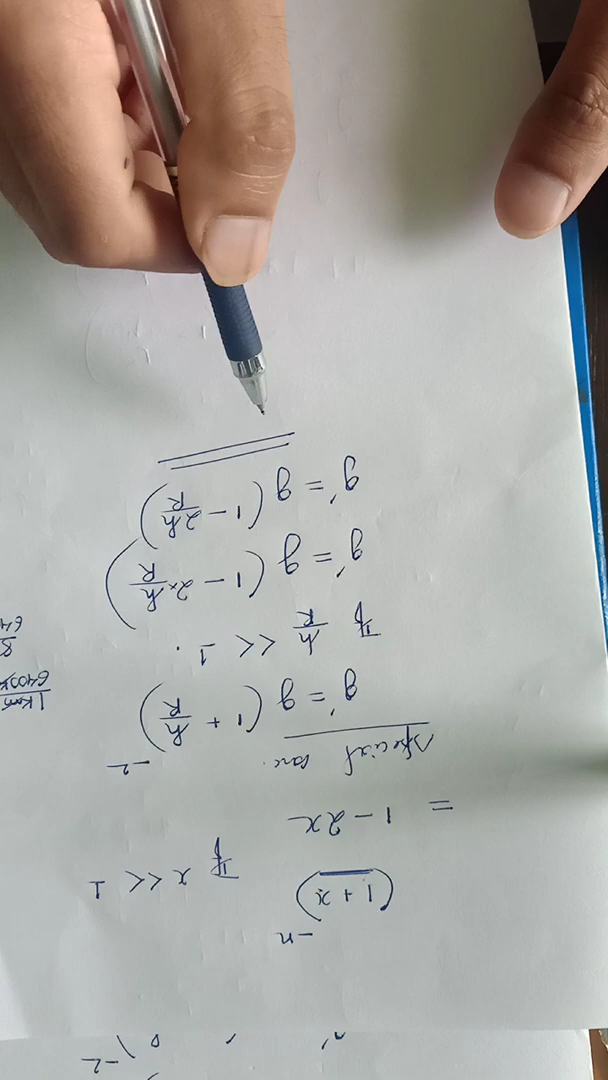 (1 + x)⁻ⁿ If x << 1
= 1 - 2x
Special case.
g' = g (1 + h/R)⁻²
If h/R << 1.
g' = g (1 - 2 × h/R)
g' = g (1 - 2h/R)